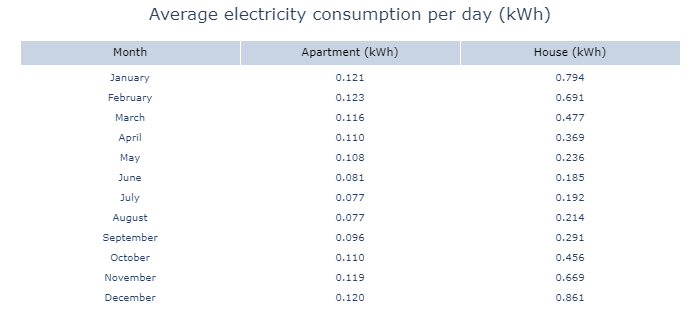 Average electricity consumption per day (kWh)
Month Apartment (kWh) House (kWh)
January 0.121 0.794
February 0.123 0.691
March 0.116 0.477
April 0.110 0.369
May 0.108 0.236
June 0.081 0.185
July 0.077 0.192
August 0.077 0.214
September 0.096 0.291
October 0.110 0.456
November 0.119 0.669
December 0.120 0.861